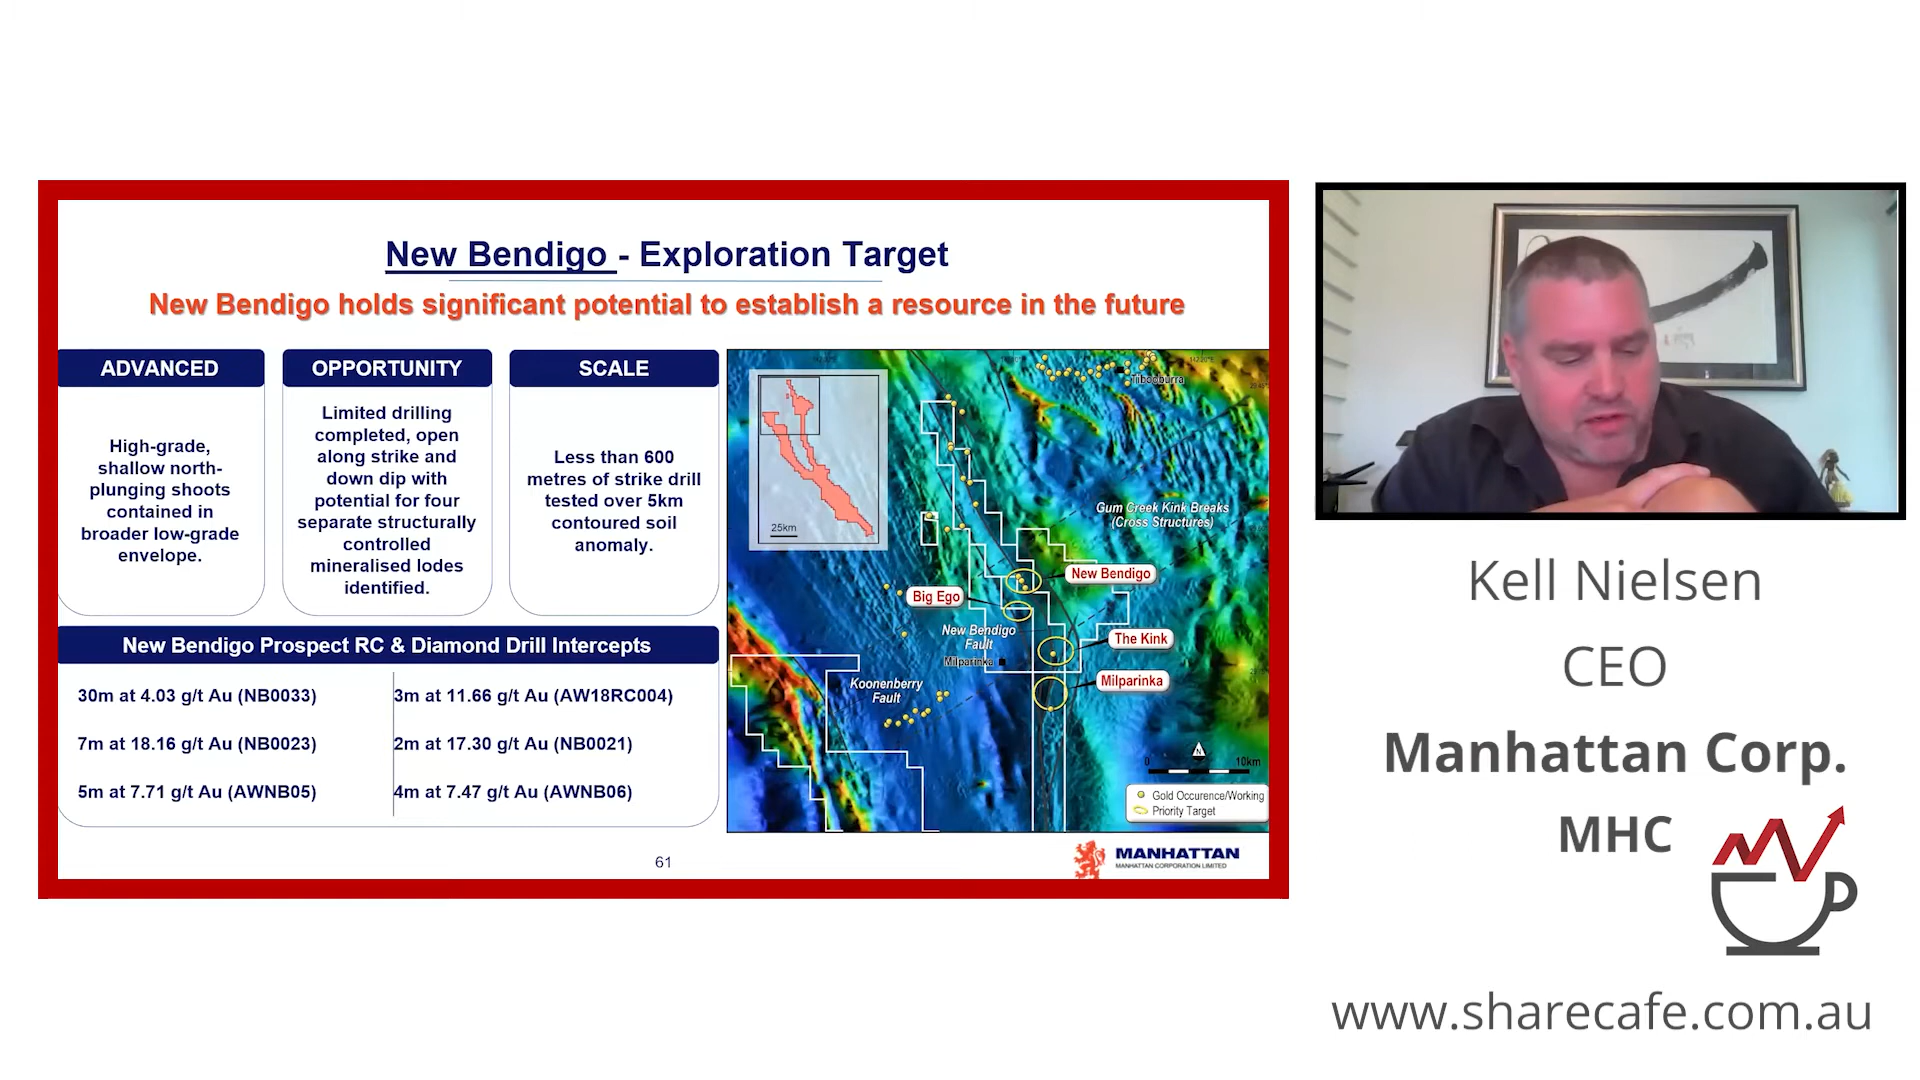 New Bendigo - Exploration Target
New Bendigo holds significant potential to establish a resource in the future
ADVANCED
High-grade,
shallow north-
plunging shoots
contained in
broader low-grade
envelope.
OPPORTUNITY
Limited drilling
completed, open
along strike and
down dip with
potential for four
separate structurally
controlled
mineralised lodes
identified.
SCALE
Less than 600
metres of strike drill
tested over 5km
contoured soil
anomaly.
New Bendigo Prospect RC & Diamond Drill Intercepts
30m at 4.03 g/t Au (NB0033)
7m at 18.16 g/t Au (NB0023)
5m at 7.71 g/t Au (AWNB05)
3m at 11.66 g/t Au (AW18RC004)
2m at 17.30 g/t Au (NB0021)
4m at 7.47 g/t Au (AWNB06)
Tibooburra
25km
Gum Creek Kink Breaks
(Cross Structures)
New Bendigo
Big Ego
New Bendigo
Fault
The Kink
Milparinka
Milparinka
Koonenberry
Fault
N
0 10km
Gold Occurence/Working
Priority Target
61
MANHATTAN
MANHATTAN CORPORATION LIMITED
Kell Nielsen
CEO
Manhattan Corp.
MHC
www.sharecafe.com.au